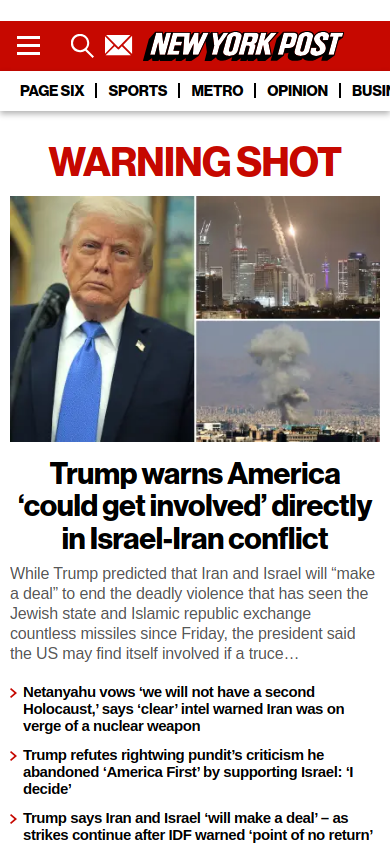 NEW YORK POST
PAGE SIX
SPORTS
METRO
OPINION
BUSI
WARNING SHOT
Trump warns America
‘could get involved’ directly
in Israel-Iran conflict
While Trump predicted that Iran and Israel will “make
a deal” to end the deadly violence that has seen the
Jewish state and Islamic republic exchange
countless missiles since Friday, the president said
the US may find itself involved if a truce…
Netanyahu vows ‘we will not have a second
Holocaust,’ says ‘clear’ intel warned Iran was on
verge of a nuclear weapon
Trump refutes rightwing pundit’s criticism he
abandoned ‘America First’ by supporting Israel: ‘I
decide’
Trump says Iran and Israel ‘will make a deal’ – as
strikes continue after IDF warned ‘point of no return’